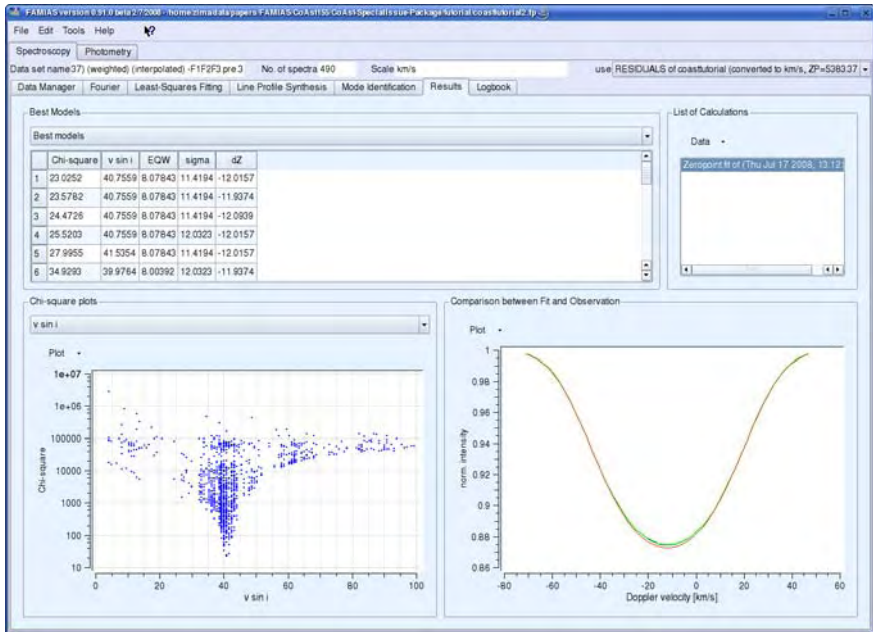 FAMIAS version 0.91.0 beta 2.7.2008 - home zima data papers FAMIAS CoAst155 CoAst-Special Issue-Package tutorial coasttutorial2.fp
File Edit Tools Help
Spectroscopy Photometry
Data set name 37) (weighted) (interpolated) -F1F2F3 pre 3 No. of spectra 490 Scale km/s use RESIDUALS of coasttutorial (converted to km/s, ZP=5383.37
Data Manager Fourier Least-Squares Fitting Line Profile Synthesis Mode Identification Results Logbook
Best Models
Best models
Chi-square v sin i EQW sigma dZ
1 23.0252 40.7559 8.07843 11.4194 -12.0157
2 23.5782 40.7559 8.07843 11.4194 -11.9374
3 24.4726 40.7559 8.07843 11.4194 -12.0939
4 25.5203 40.7559 8.07843 12.0323 -12.0157
5 27.9955 41.5354 8.07843 11.4194 -12.0157
6 34.9293 39.9764 8.00392 12.0323 -11.9374
List of Calculations
Data
Zeropoint fit of (Thu Jul 17 2008, 13:12:
Chi-square plots
v sin i
Plot
1e+07
1e+06
100000
10000
1000
100
10
Chi-square
0 20 40 60 80 100
v sin i
Comparison between Fit and Observation
Plot
1
0.98
0.96
0.94
0.92
0.9
0.88
0.86
norm. intensity
-80 -60 -40 -20 0 20 40 60
Doppler velocity [km/s]